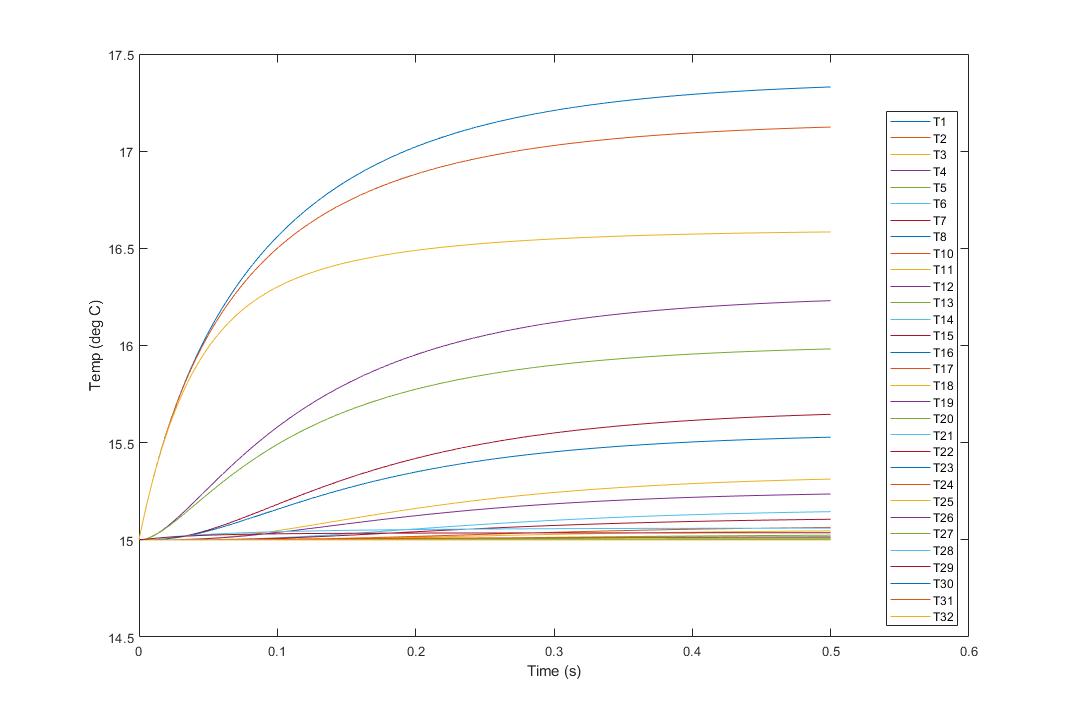 17.5
17
16.5
16
15.5
15
14.5
Temp (deg C)
0
0.1
0.2
0.3
0.4
0.5
0.6
Time (s)
T1
T2
T3
T4
T5
T6
T7
T8
T10
T11
T12
T13
T14
T15
T16
T17
T18
T19
T20
T21
T22
T23
T24
T25
T26
T27
T28
T29
T30
T31
T32